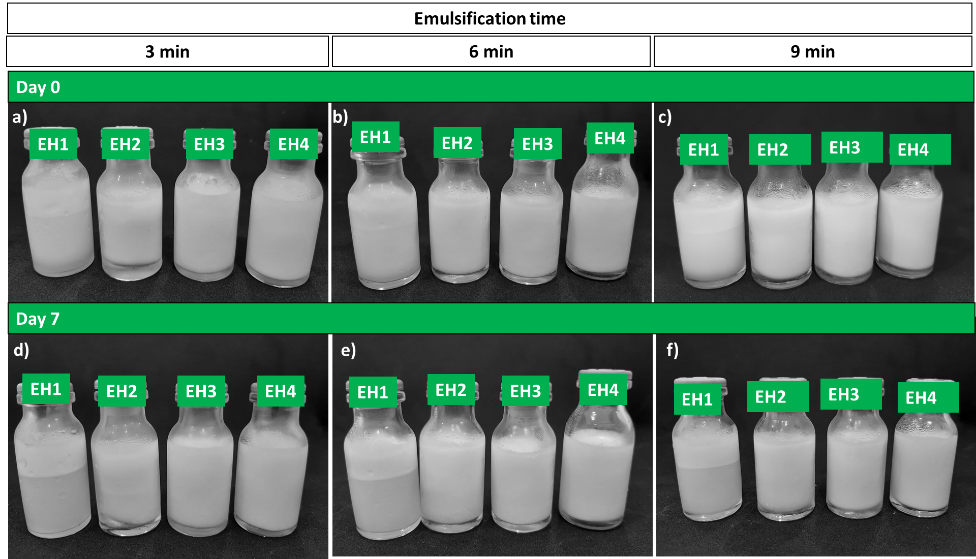 Emulsification time
3 min
6 min
9 min
Day 0
a)
EH1
EH2
EH3
EH4
b)
EH1
EH2
EH3
EH4
c)
EH1
EH2
EH3
EH4
Day 7
d)
EH1
EH2
EH3
EH4
e)
EH1
EH2
EH3
EH4
f)
EH1
EH2
EH3
EH4